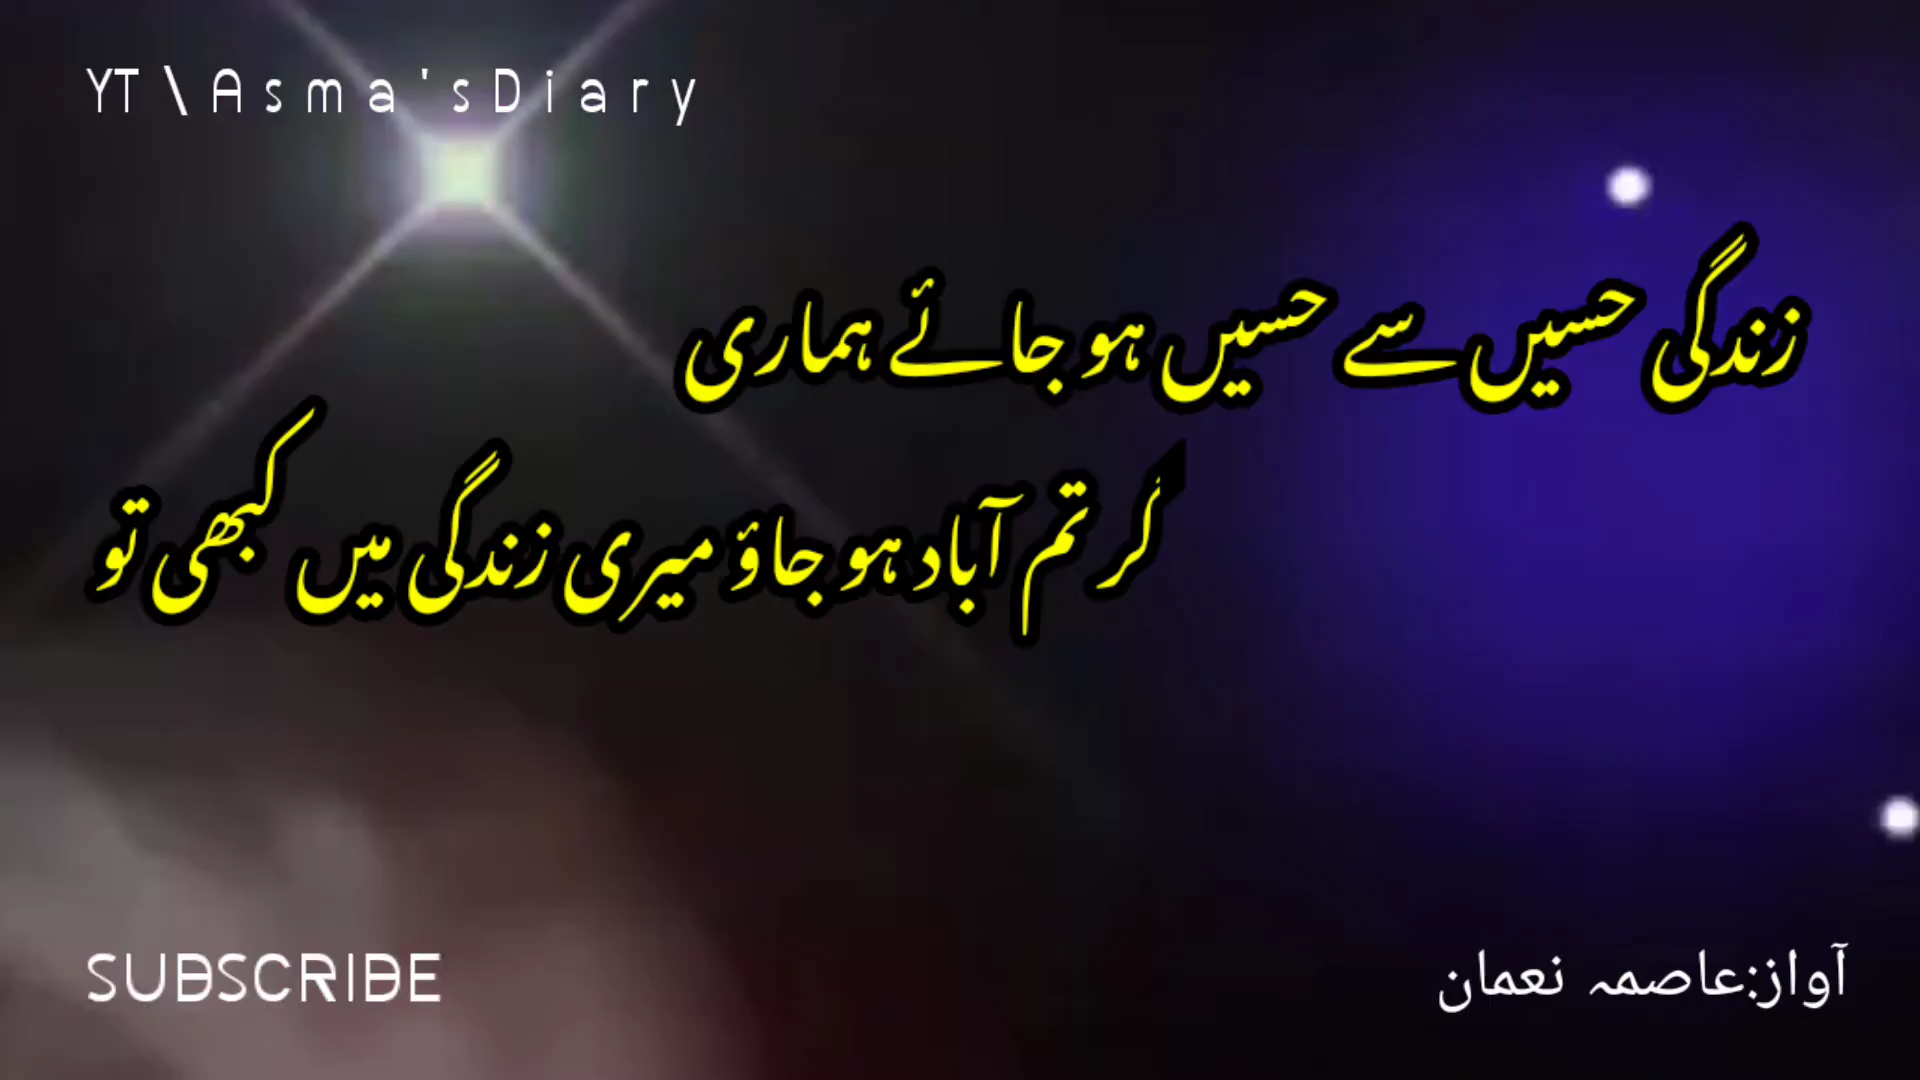 YT\Asma'sDiary
زندگی حسیں سے حسیں ہو جائے ہماری
گر تم آباد ہو جاؤ میری زندگی میں کبھی تو
SUBSCRIBE
آواز:عاصمہ نعمان